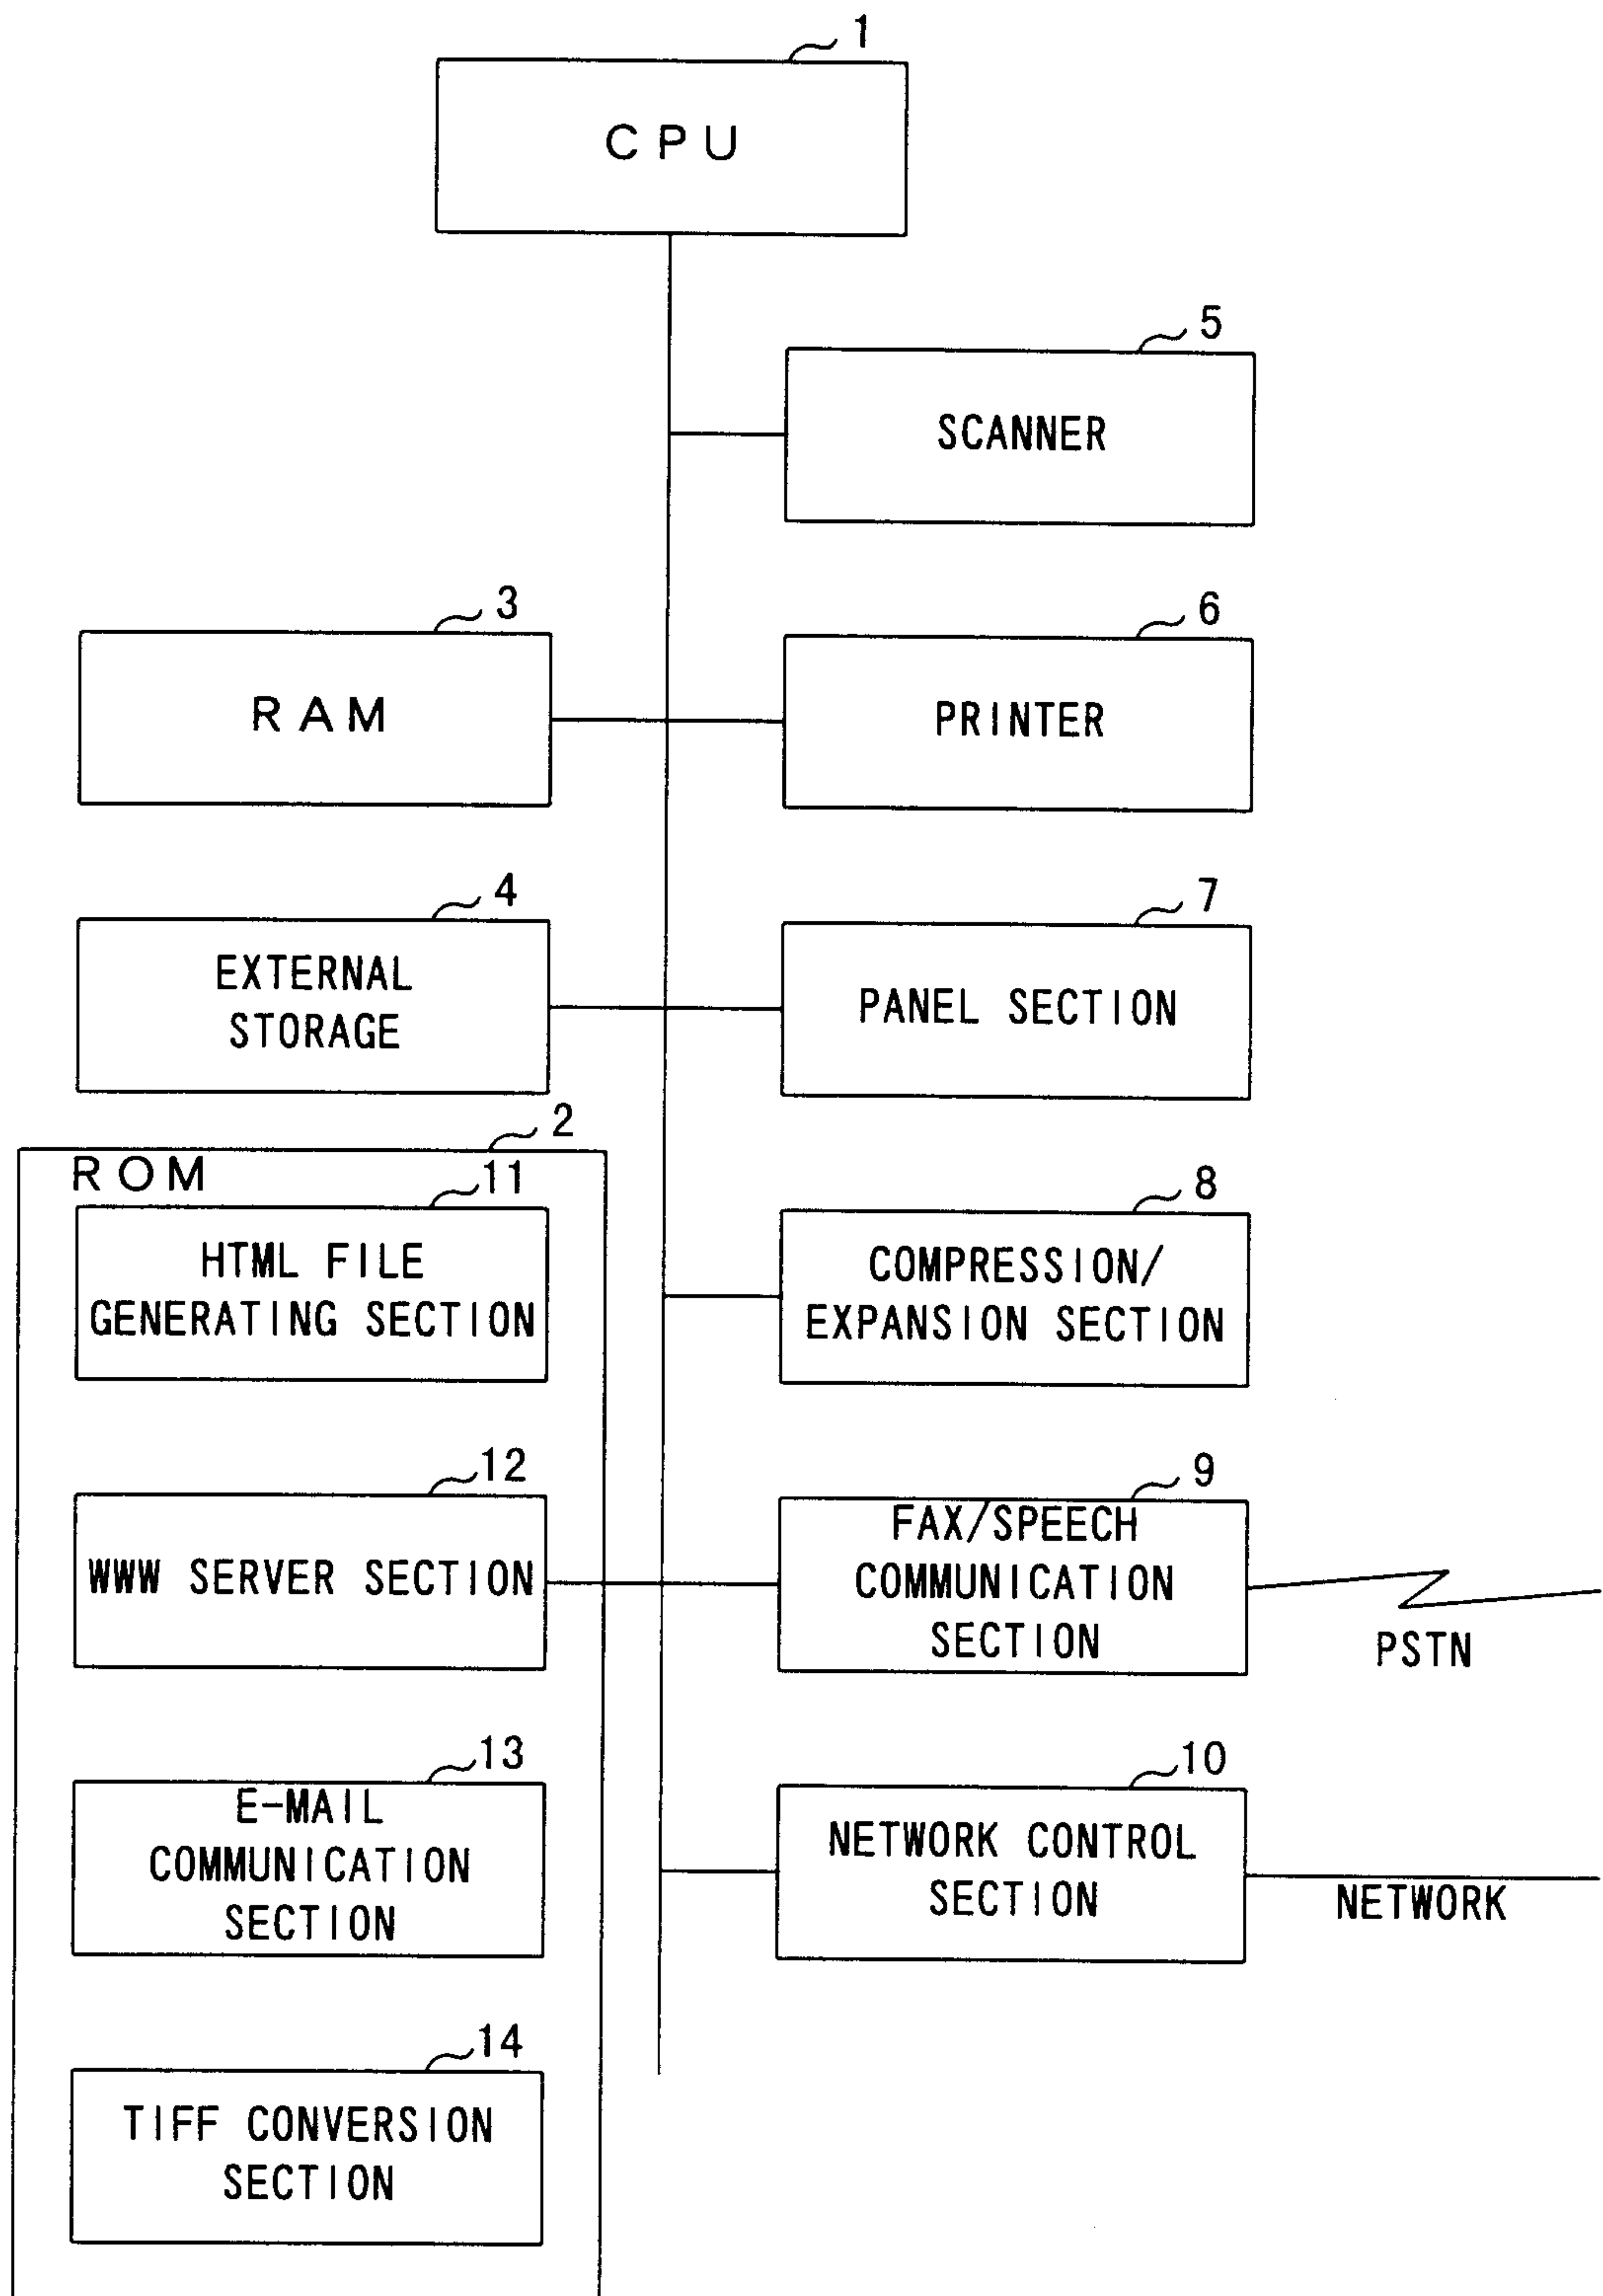 1
CPU
5
SCANNER
3
RAM
6
PRINTER
4
EXTERNAL
STORAGE
7
PANEL SECTION
2
ROM
11
HTML FILE
GENERATING SECTION
8
COMPRESSION/
EXPANSION SECTION
12
WWW SERVER SECTION
9
FAX/SPEECH
COMMUNICATION
SECTION
PSTN
13
E-MAIL
COMMUNICATION
SECTION
10
NETWORK CONTROL
SECTION
NETWORK
14
TIFF CONVERSION
SECTION